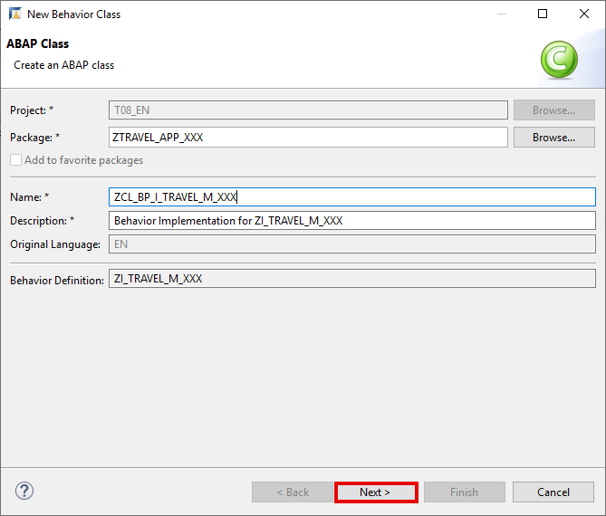 New Behavior Class
ABAP Class
Create an ABAP class
Project: * T08_EN Browse...
Package: * ZTRAVEL_APP_XXX Browse...
Add to favorite packages
Name: * ZCL_BP_I_TRAVEL_M_XXX
Description: * Behavior Implementation for ZI_TRAVEL_M_XXX
Original Language: EN
Behavior Definition: ZI_TRAVEL_M_XXX
? < Back Next > Finish Cancel